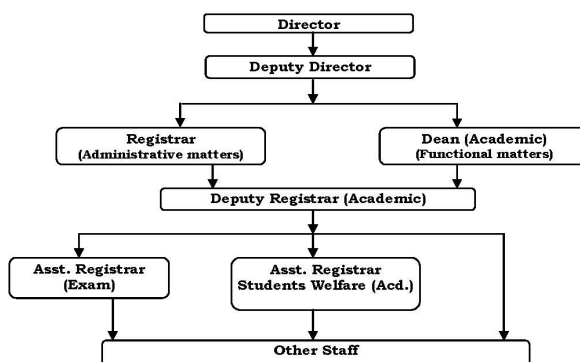 Director
Deputy Director
Registrar
(Administrative matters)
Dean (Academic)
(Functional matters)
Deputy Registrar (Academic)
Asst. Registrar
(Exam)
Asst. Registrar
Students Welfare (Acd.)
Other Staff